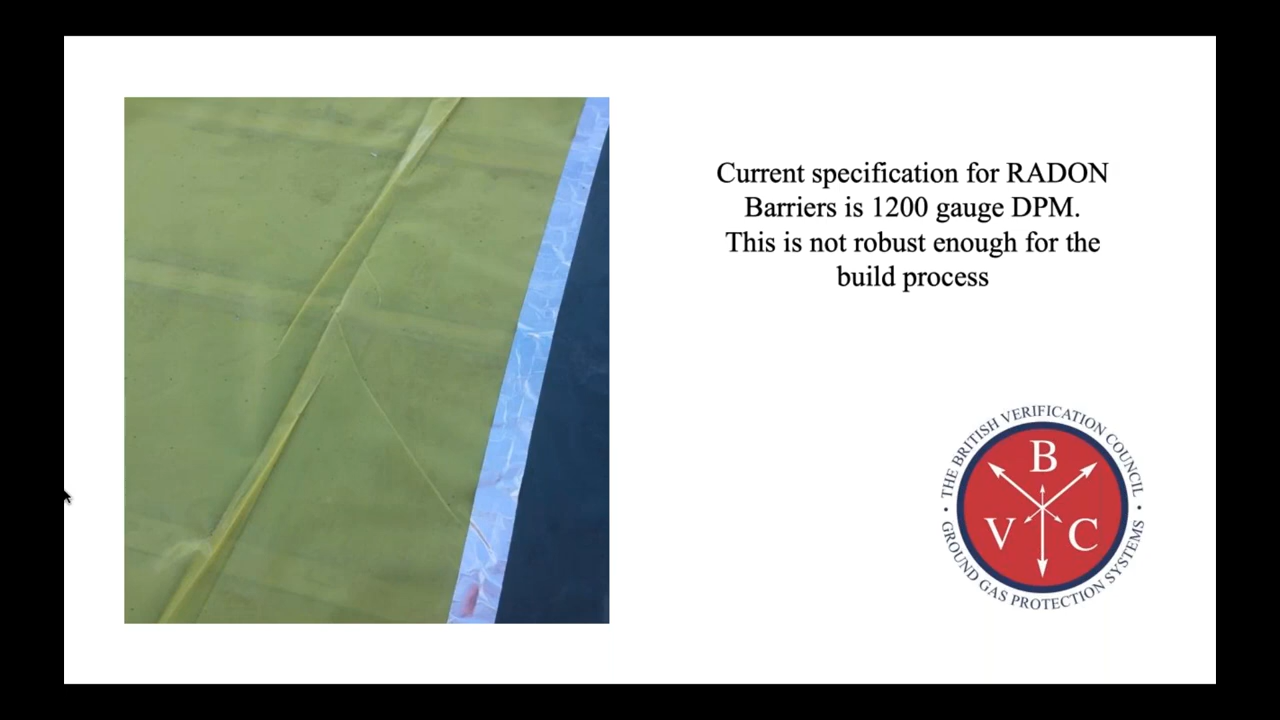 Current specification for RADON
Barriers is 1200 gauge DPM.
This is not robust enough for the
build process
THE BRITISH VERIFICATION COUNCIL
B
V C
GROUND GAS PROTECTION SYSTEMS